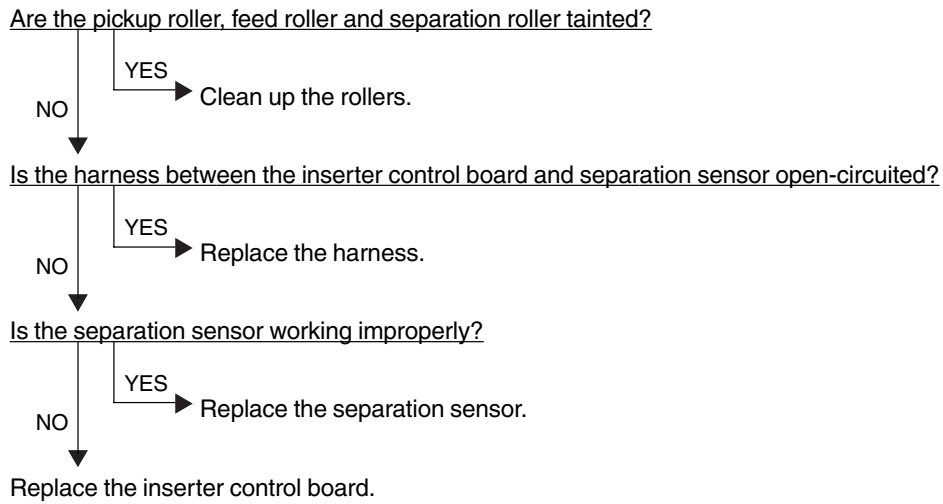 Are the pickup roller, feed roller and separation roller tainted?
YES
Clean up the rollers.
NO
Is the harness between the inserter control board and separation sensor open-circuited?
YES
Replace the harness.
NO
Is the separation sensor working improperly?
YES
Replace the separation sensor.
NO
Replace the inserter control board.